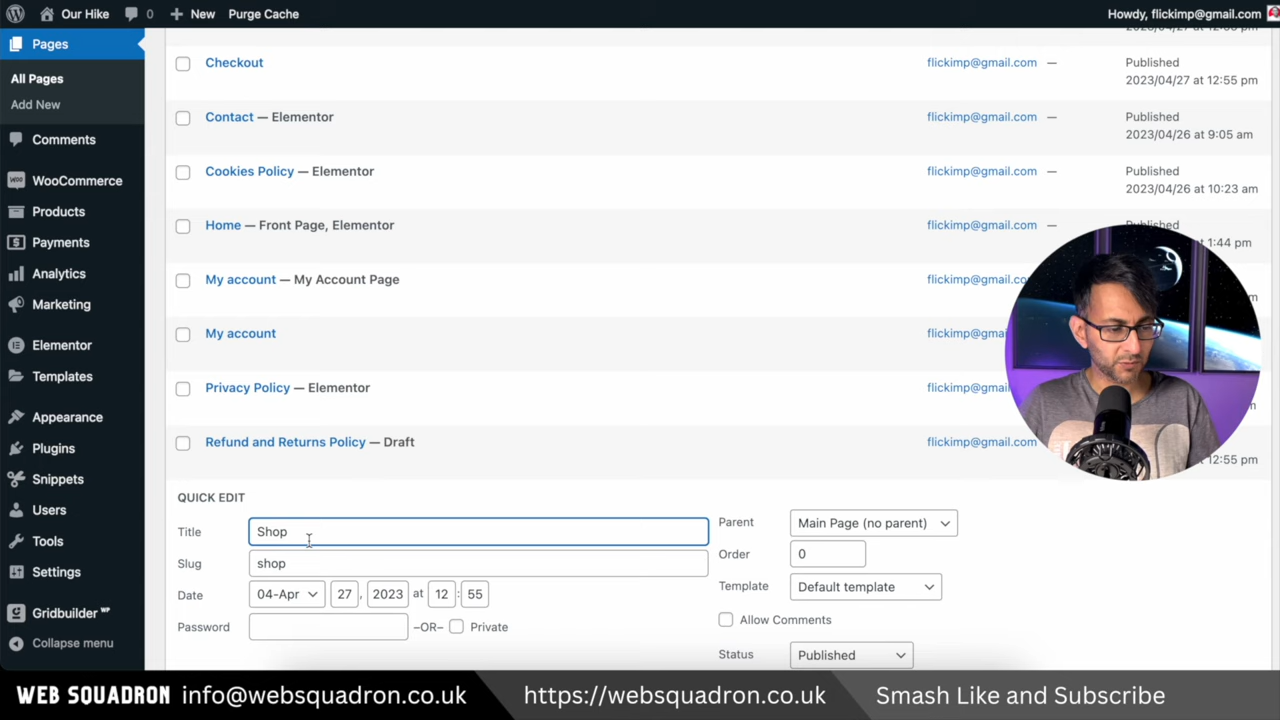 Our Hike 0 New Purge Cache Howdy, flickimp@gmail.com
Pages
All Pages
Add New
Comments
WooCommerce
Products
Payments
Analytics
Marketing
Elementor
Templates
Appearance
Plugins
Snippets
Users
Tools
Settings
Gridbuilder WP
Collapse menu
Checkout flickimp@gmail.com — Published
2023/04/27 at 12:55 pm
Contact — Elementor flickimp@gmail.com — Published
2023/04/26 at 9:05 am
Cookies Policy — Elementor flickimp@gmail.com — Published
2023/04/26 at 10:23 am
Home — Front Page, Elementor flickimp@gmail.com — Published
at 1:44 pm
My account — My Account Page
My account
Privacy Policy — Elementor
Refund and Returns Policy — Draft
12:55 pm
QUICK EDIT
Title Shop
Slug shop
Date 04-Apr 27 , 2023 at 12 : 55
Password –OR– Private
Parent Main Page (no parent)
Order 0
Template Default template
Allow Comments
Status Published
WEB SQUADRON info@websquadron.co.uk https://websquadron.co.uk Smash Like and Subscribe